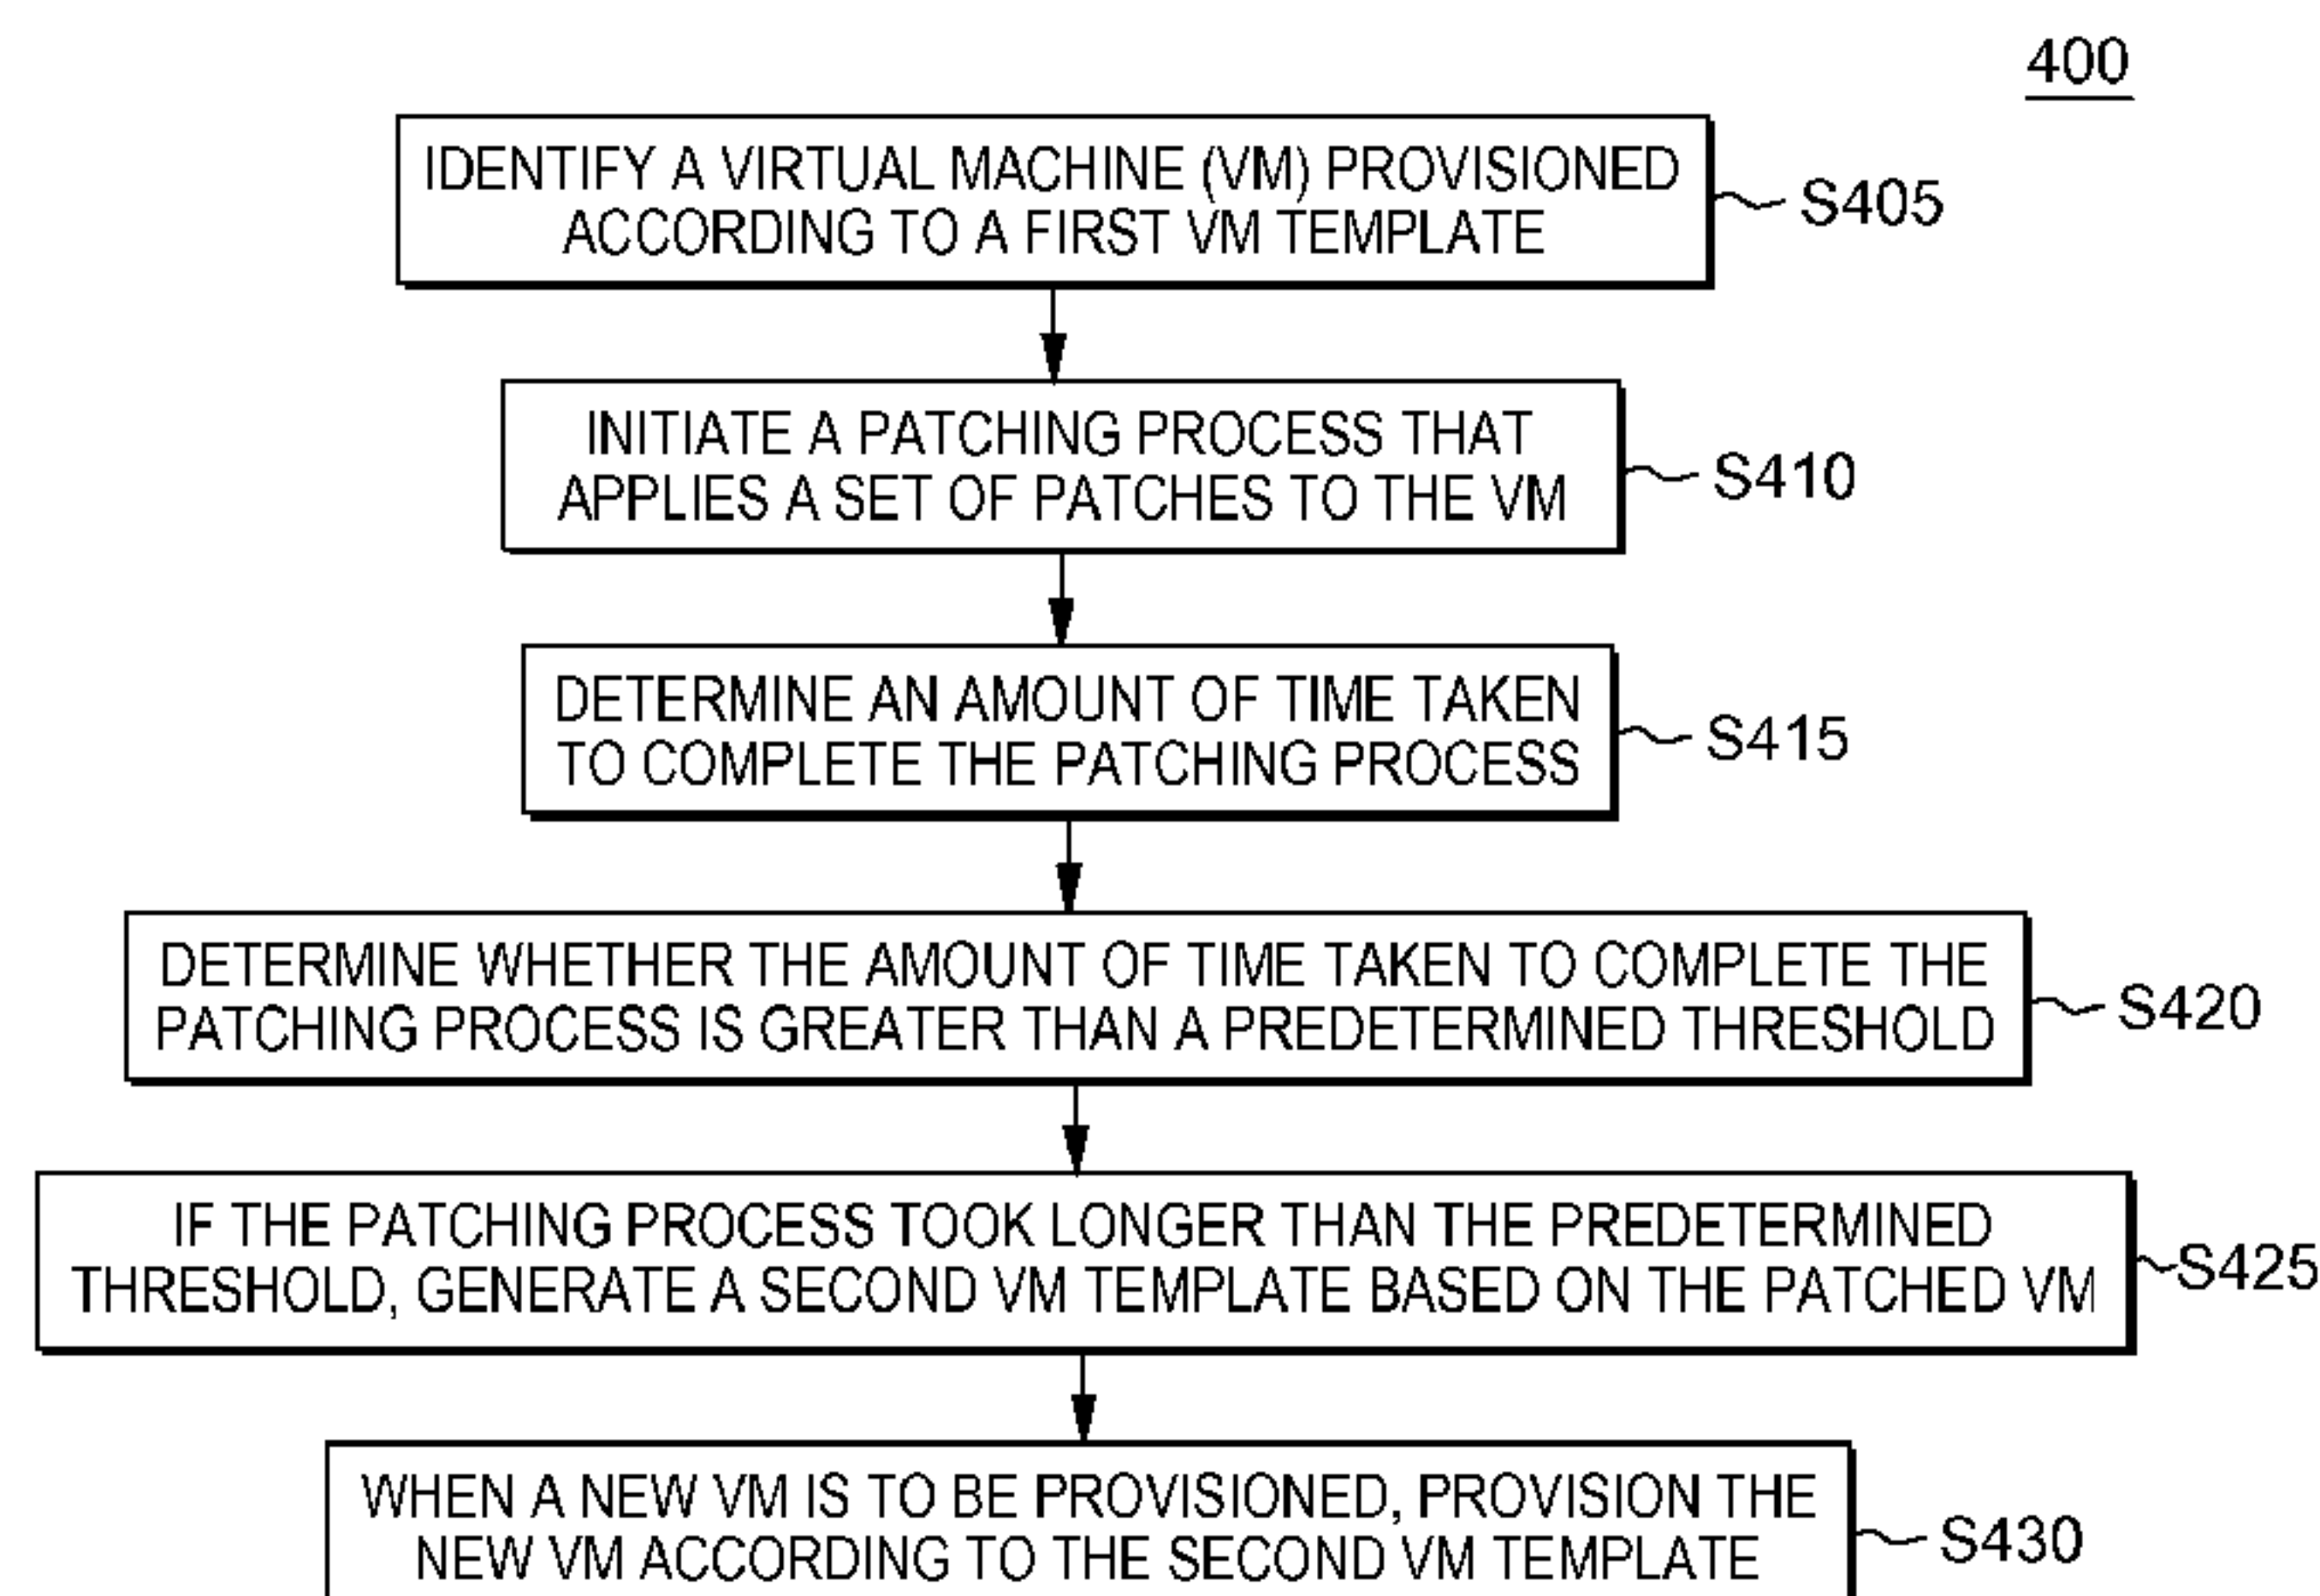 400
IDENTIFY A VIRTUAL MACHINE (VM) PROVISIONED
ACCORDING TO A FIRST VM TEMPLATE
S405
INITIATE A PATCHING PROCESS THAT
APPLIES A SET OF PATCHES TO THE VM
S410
DETERMINE AN AMOUNT OF TIME TAKEN
TO COMPLETE THE PATCHING PROCESS
S415
DETERMINE WHETHER THE AMOUNT OF TIME TAKEN TO COMPLETE THE
PATCHING PROCESS IS GREATER THAN A PREDETERMINED THRESHOLD
S420
IF THE PATCHING PROCESS TOOK LONGER THAN THE PREDETERMINED
THRESHOLD, GENERATE A SECOND VM TEMPLATE BASED ON THE PATCHED VM
S425
WHEN A NEW VM IS TO BE PROVISIONED, PROVISION THE
NEW VM ACCORDING TO THE SECOND VM TEMPLATE
S430